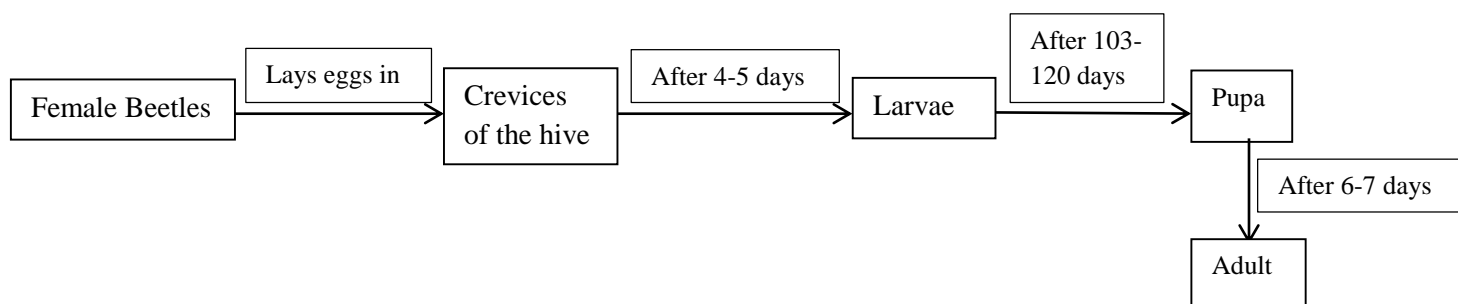 Female Beetles
Lays eggs in
Crevices
of the hive
After 4-5 days
Larvae
After 103-
120 days
Pupa
After 6-7 days
Adult